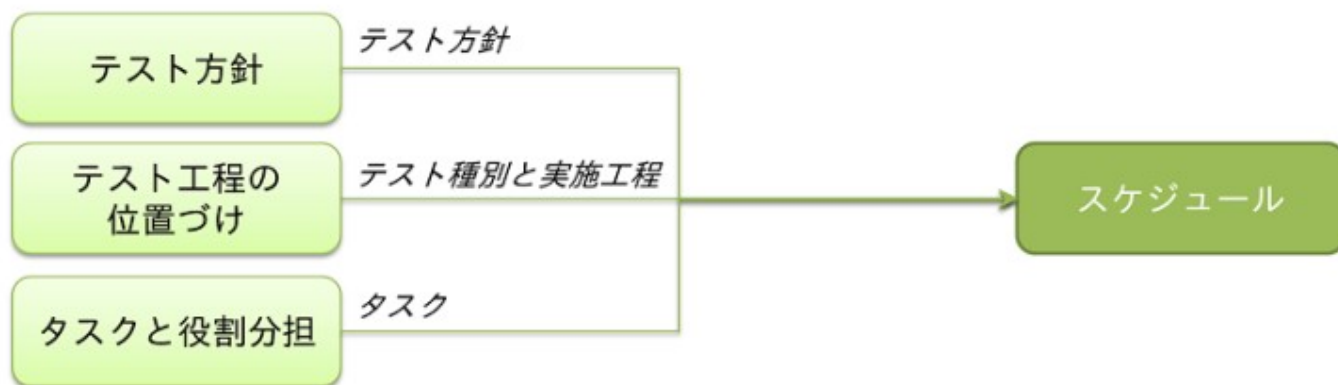 テスト方針
テスト方針
テスト工程の
位置づけ
テスト種別と実施工程
スケジュール
タスクと役割分担
タスク